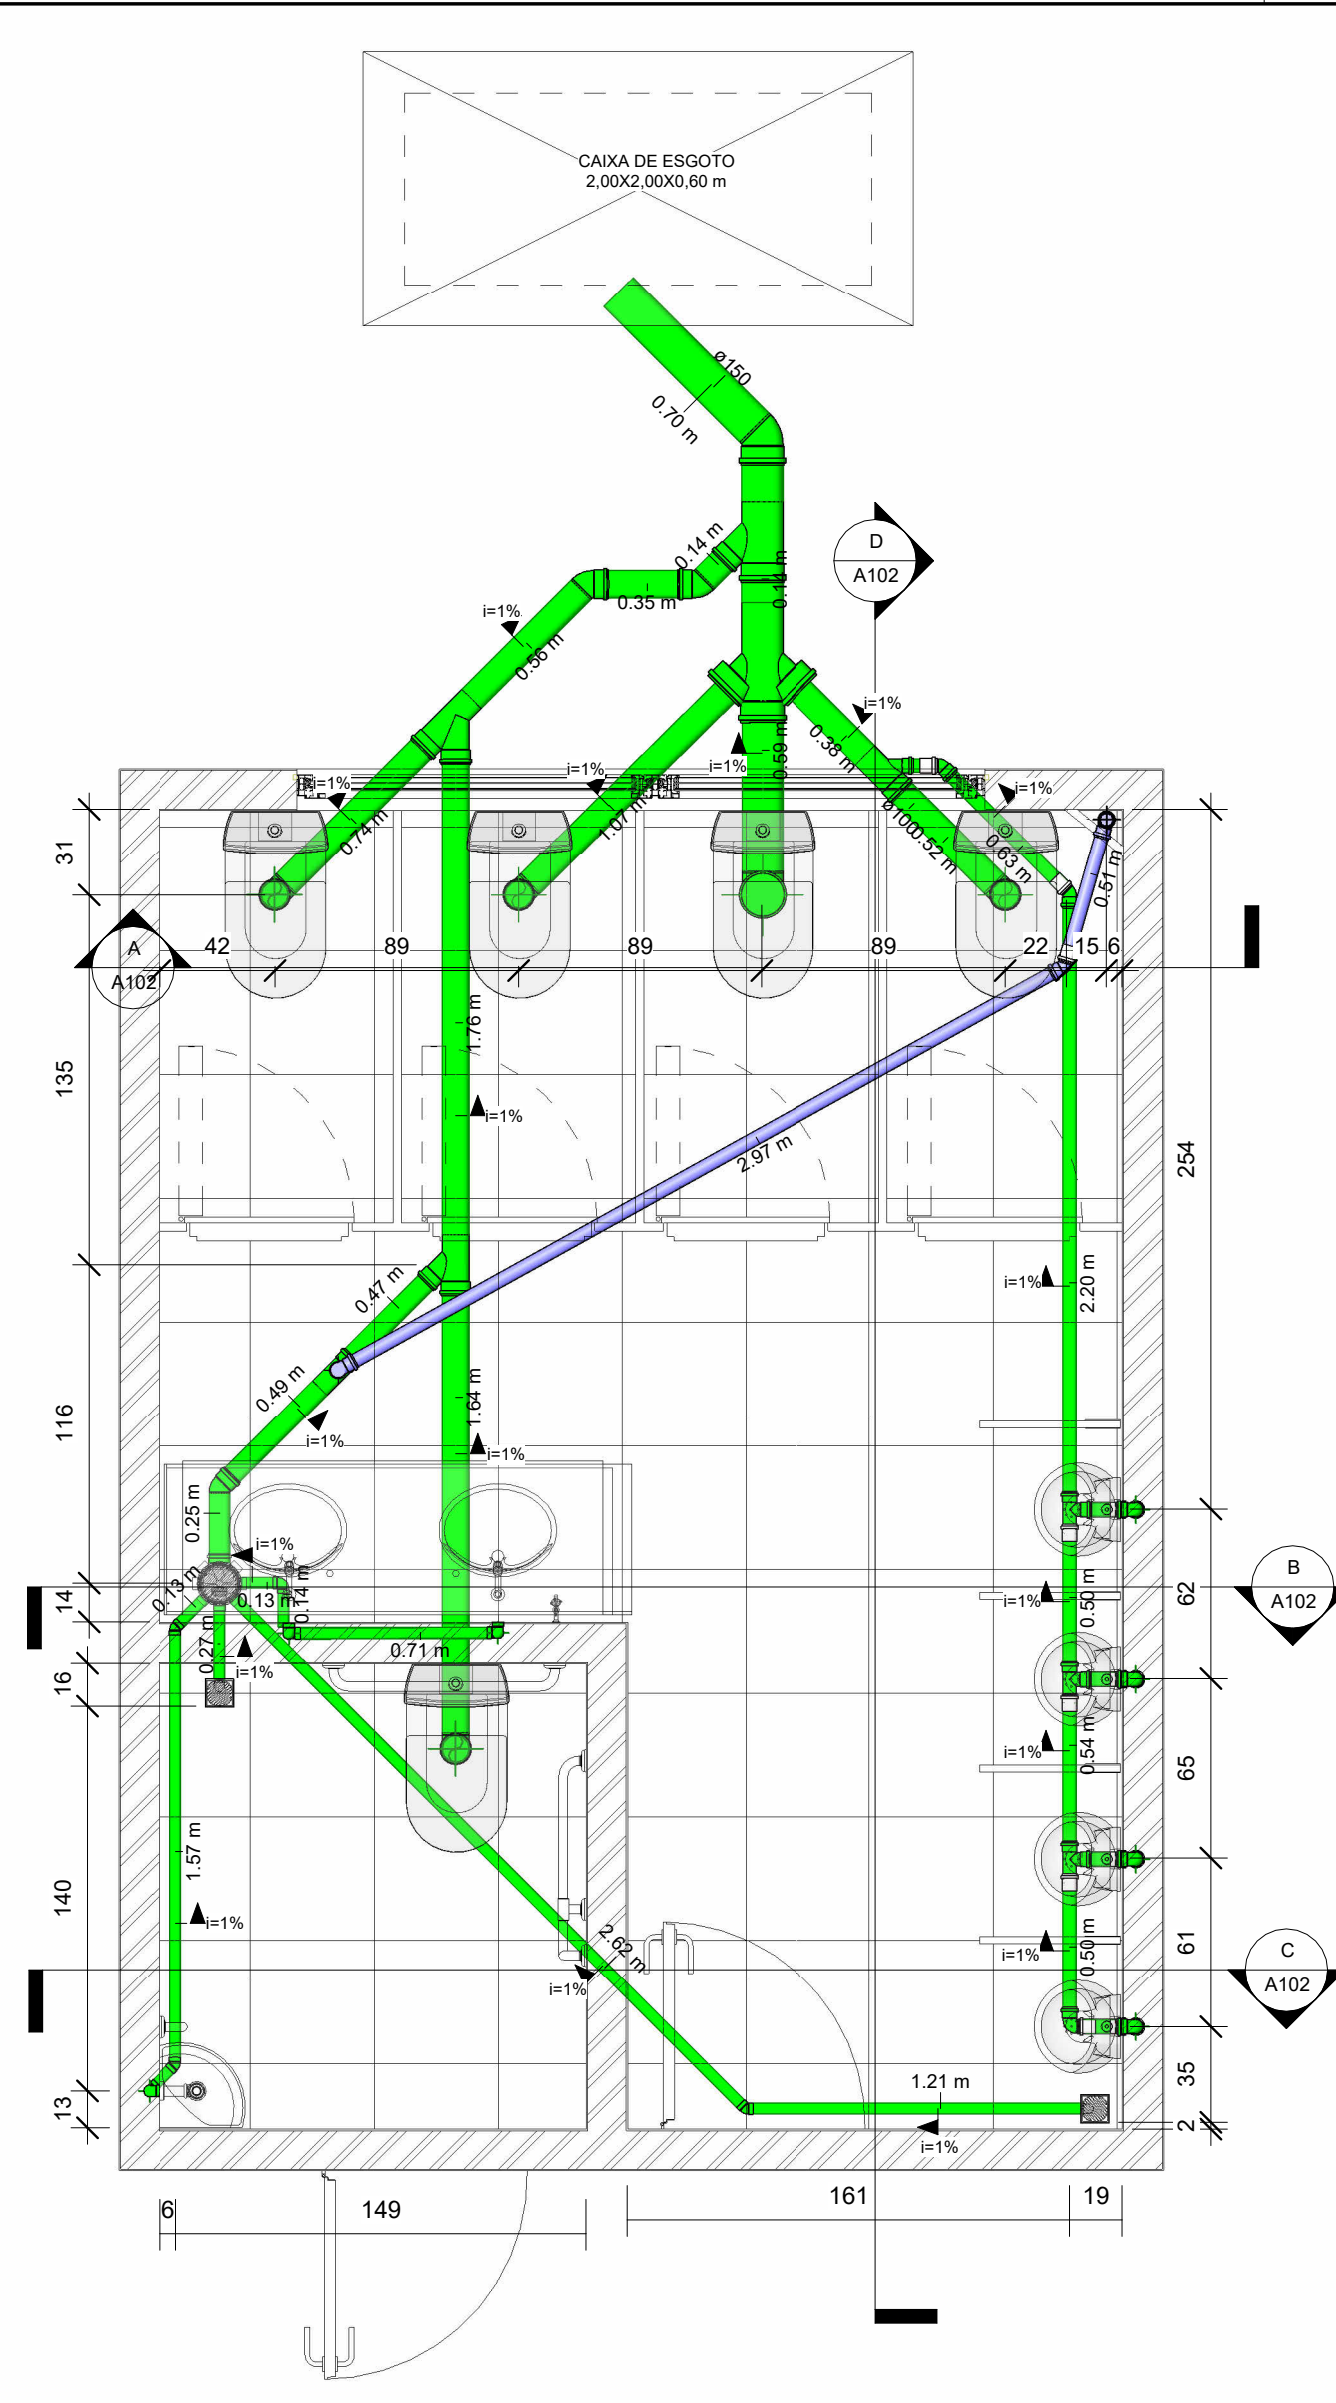 CAIXA DE ESGOTO
2,00X2,00X0,60 m
ø150
0.70 m
D
A102
0.14 m
0.11 m
0.35 m
i=1%
0.56 m
i=1%
0.38 m
0.59 m
i=1%
i=1%
i=1%
i=1%
0.74 m
1.07 m
ø100
0.52 m
0.63 m
0.51 m
31
A
A102
42
89
89
89
22
15
6
1.76 m
135
i=1%
2.97 m
254
0.47 m
i=1%
2.20 m
0.49 m
1.64 m
116
i=1%
i=1%
0.25 m
i=1%
0.13 m
0.13 m
0.14 m
14
0.50 m
i=1%
62
B
A102
0.27 m
0.71 m
i=1%
16
0.54 m
i=1%
65
1.57 m
140
i=1%
2.62 m
i=1%
0.50 m
i=1%
61
C
A102
35
1.21 m
13
2
i=1%
6
149
161
19